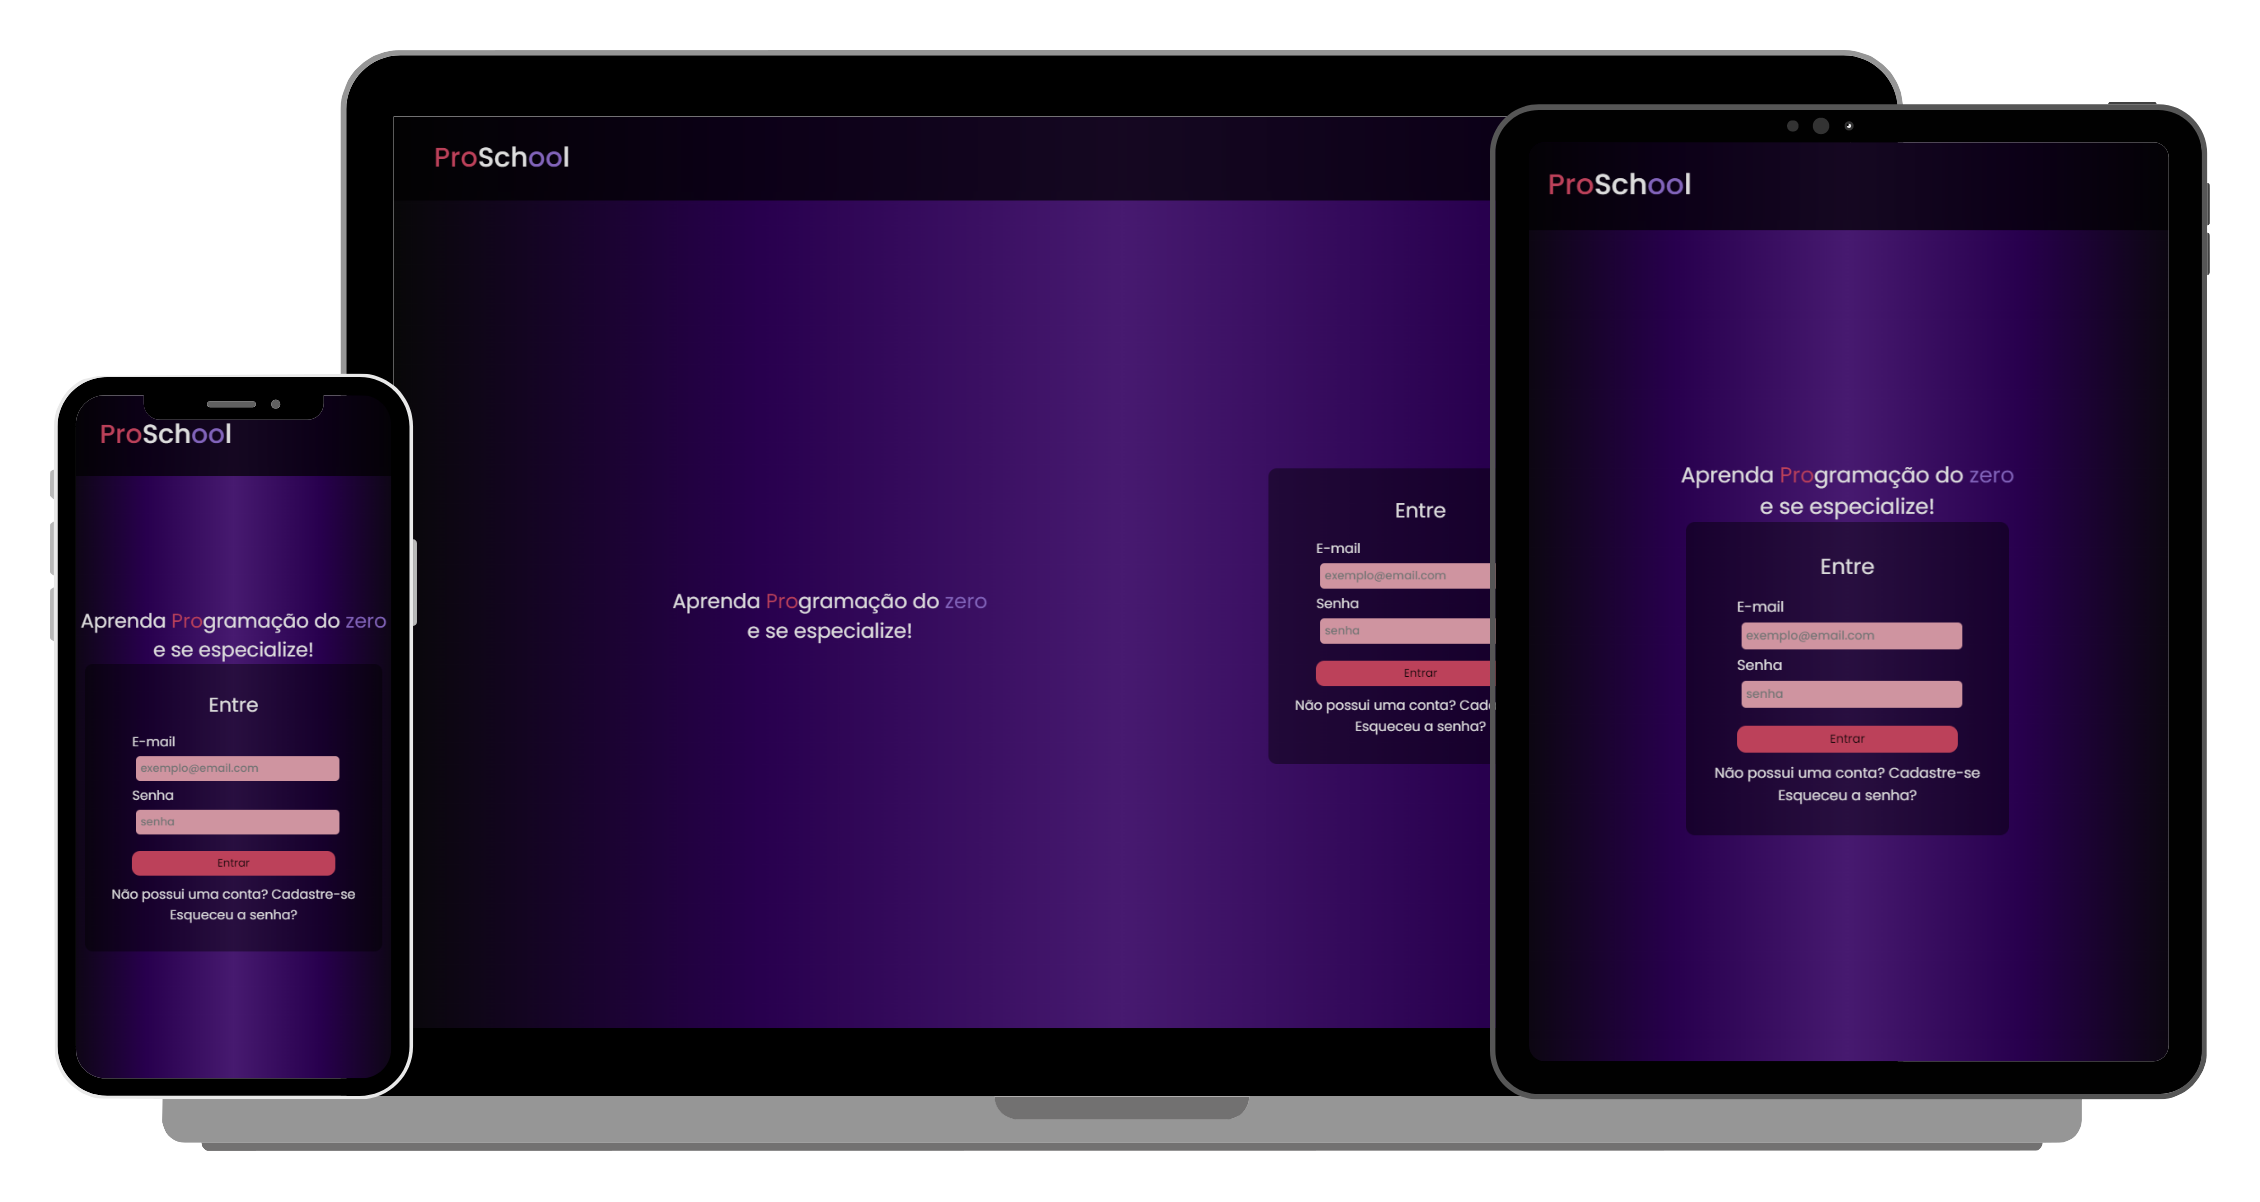 ProSchool
Aprenda Programação do zero
e se especialize!
Entre
E-mail
exemplo@email.com
Senha
senha
Entrar
Não possui uma conta? Cad
Esqueceu a senha?
ProSchool
Aprenda Programação do zero
e se especialize!
Entre
E-mail
exemplo@email.com
Senha
senha
Entrar
Não possui uma conta? Cadastre-se
Esqueceu a senha?
ProSchool
Aprenda Programação do zero
e se especialize!
Entre
E-mail
exemplo@email.com
Senha
senha
Entrar
Não possui uma conta? Cadastre-se
Esqueceu a senha?